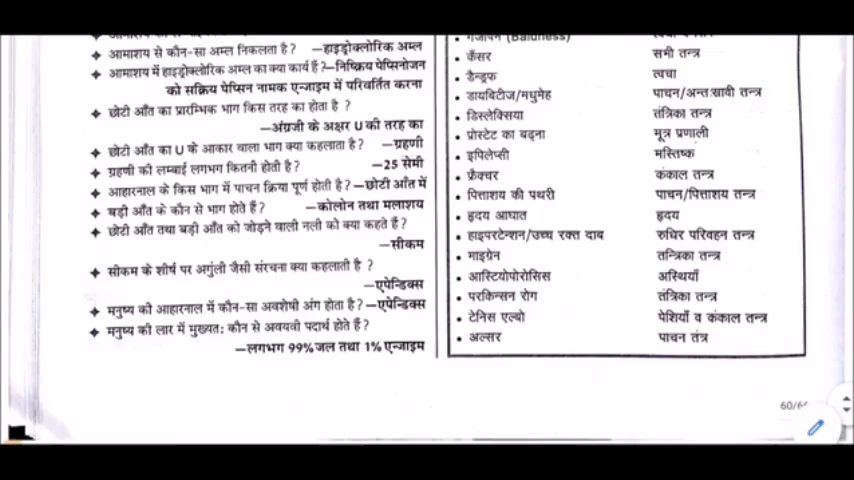 आमाशय से कौन-सा अम्ल निकलता है? —हाइड्रोक्लोरिक अम्ल
आमाशय में हाइड्रोक्लोरिक अम्ल का क्या कार्य है?—निष्क्रिय पेप्सिनोजन
को सक्रिय पेप्सिन नामक एन्जाइम में परिवर्तित करना
छोटी आँत का प्रारम्भिक भाग किस तरह का होता है ?
—अंग्रजी के अक्षर U की तरह का
छोटी आँत का U के आकार वाला भाग क्या कहलाता है? —ग्रहणी
ग्रहणी की लम्बाई लगभग कितनी होती है? —25 सेमी
आहारनाल के किस भाग में पाचन क्रिया पूर्ण होती है?—छोटी आँत में
बड़ी आँत के कौन से भाग होते हैं? —कोलोन तथा मलाशय
छोटी आँत तथा बड़ी आँत को जोड़ने वाली नली को क्या कहते हैं?
—सीकम
सीकम के शीर्ष पर अगुंली जैसी संरचना क्या कहलाती है ?
—एपेण्डिक्स
मनुष्य की आहारनाल में कौन-सा अवशेषी अंग होता है?—एपेन्डिक्स
मनुष्य की लार में मुख्यतः कौन से अवयवी पदार्थ होते हैं?
—लगभग 99% जल तथा 1% एन्जाइम
गंजापन (Baldness)
कैंसर सभी तन्त्र
डैन्ड्रफ त्वचा
डायबिटीज/मधुमेह पाचन/अन्तःस्रावी तन्त्र
डिस्लेक्सिया तंत्रिका तन्त्र
प्रोस्टेट का बढ़ना मूत्र प्रणाली
इपिलेप्सी मस्तिष्क
फ्रैक्चर कंकाल तन्त्र
पित्ताशय की पथरी पाचन/पित्ताशय तन्त्र
हृदय आघात हृदय
हाइपरटेन्शन/उच्च रक्त दाब रुधिर परिवहन तन्त्र
माइग्रेन तन्त्रिका तन्त्र
आस्टियोपोरोसिस अस्थियाँ
परकिन्सन रोग तंत्रिका तन्त्र
टेनिस एल्बो पेशियाँ व कंकाल तन्त्र
अल्सर पाचन तंत्र